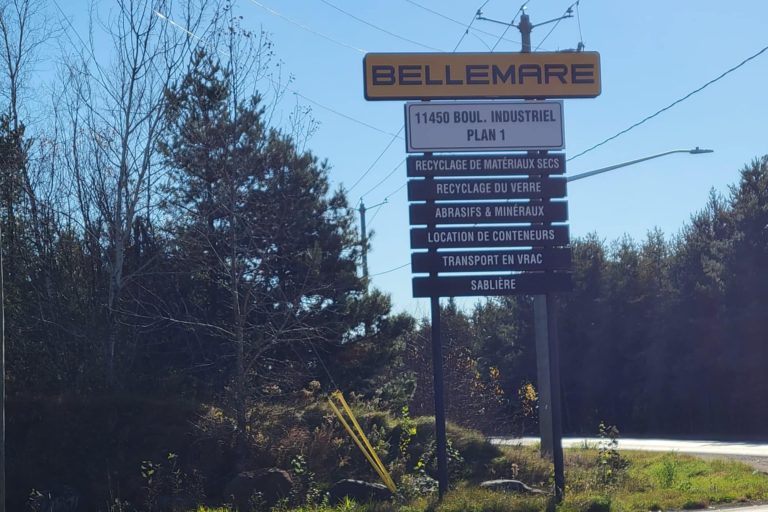 BELLEMARE
11450 BOUL. INDUSTRIEL
PLAN 1
RECYCLAGE DE MATÉRIAUX SECS
RECYCLAGE DU VERRE
ABRASIFS & MINÉRAUX
LOCATION DE CONTENEURS
TRANSPORT EN VRAC
SABLIÈRE